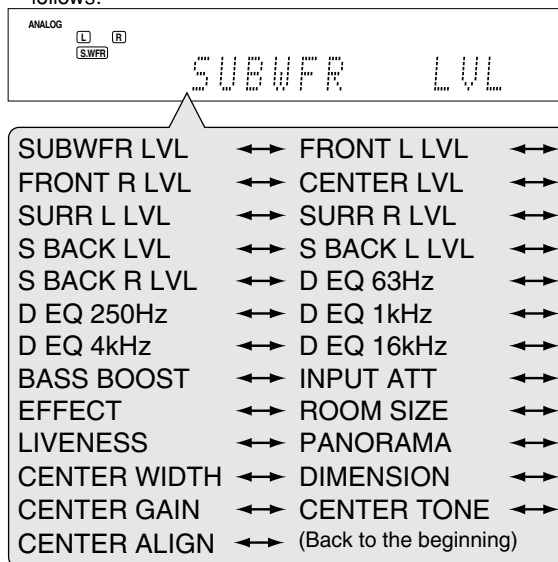 follows:
ANALOG
L R
S.WFR
SUBWFR LVL
SUBWFR LVL ↔ FRONT L LVL ↔
FRONT R LVL ↔ CENTER LVL ↔
SURR L LVL ↔ SURR R LVL ↔
S BACK LVL ↔ S BACK L LVL ↔
S BACK R LVL ↔ D EQ 63Hz ↔
D EQ 250Hz ↔ D EQ 1kHz ↔
D EQ 4kHz ↔ D EQ 16kHz ↔
BASS BOOST ↔ INPUT ATT ↔
EFFECT ↔ ROOM SIZE ↔
LIVENESS ↔ PANORAMA ↔
CENTER WIDTH ↔ DIMENSION ↔
CENTER GAIN ↔ CENTER TONE ↔
CENTER ALIGN ↔ (Back to the beginning)